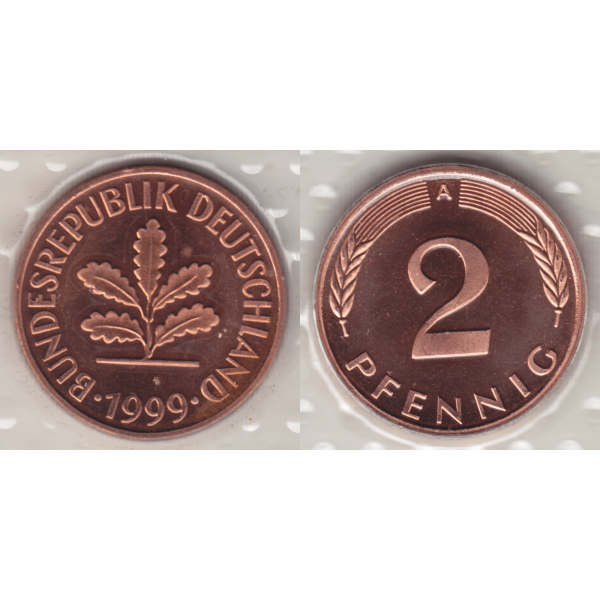 BUNDESREPUBLIK DEUTSCHLAND
· 1999 ·
A
2
PFENNIG